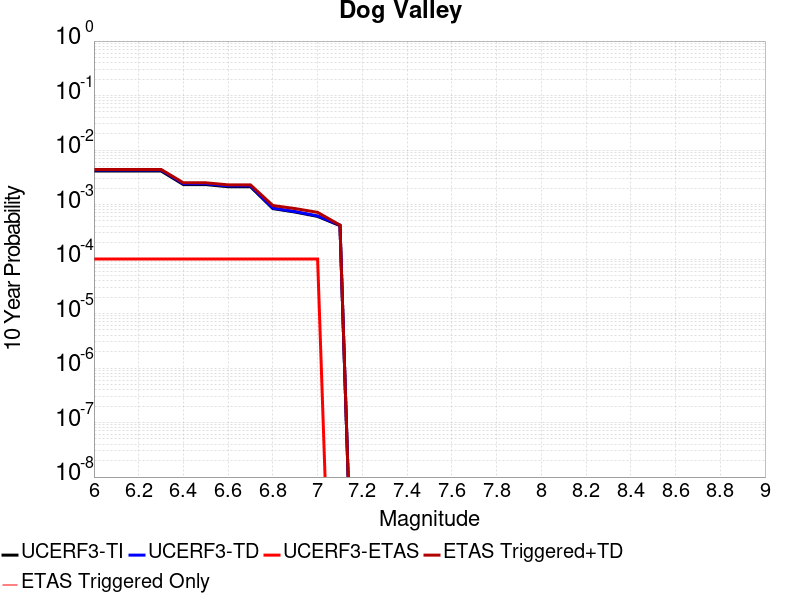 Dog Valley
10^0
10^-1
10^-2
10^-3
10^-4
10^-5
10^-6
10^-7
10^-8
10 Year Probability
6 6.2 6.4 6.6 6.8 7 7.2 7.4 7.6 7.8 8 8.2 8.4 8.6 8.8 9
Magnitude
UCERF3-TI UCERF3-TD UCERF3-ETAS ETAS Triggered+TD
ETAS Triggered Only